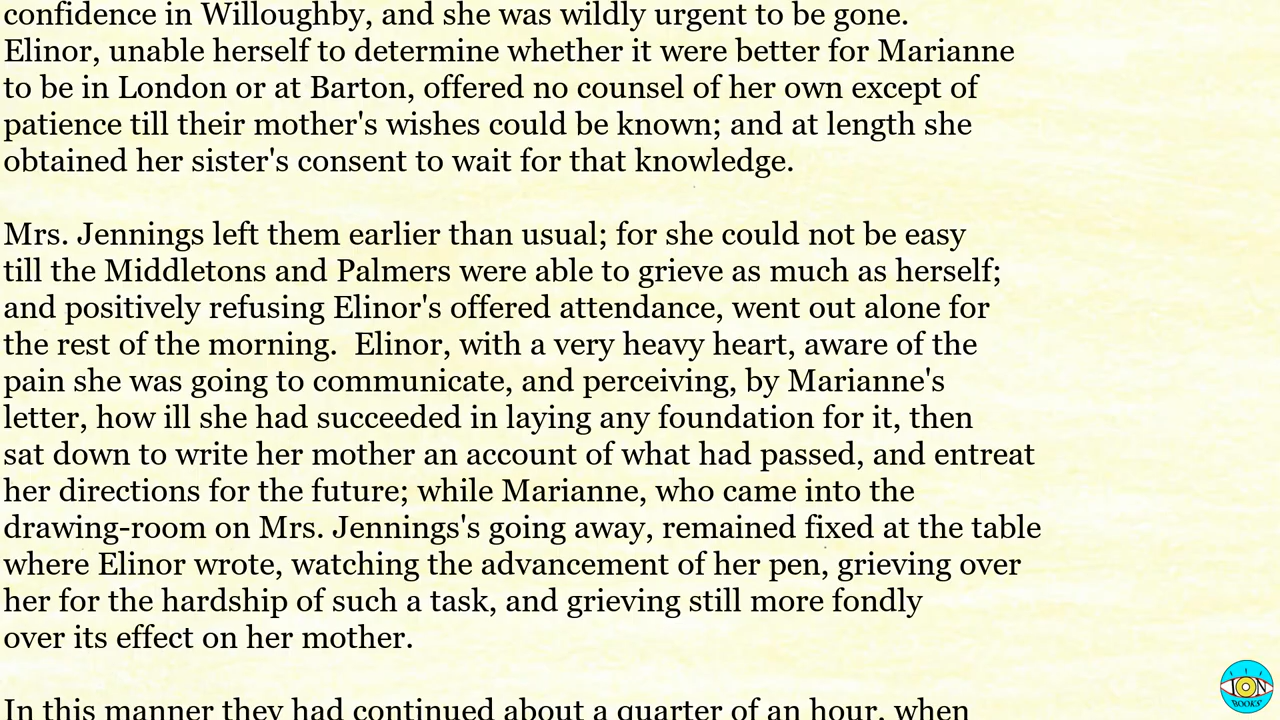 confidence in Willoughby, and she was wildly urgent to be gone.
Elinor, unable herself to determine whether it were better for Marianne
to be in London or at Barton, offered no counsel of her own except of
patience till their mother's wishes could be known; and at length she
obtained her sister's consent to wait for that knowledge.

Mrs. Jennings left them earlier than usual; for she could not be easy
till the Middletons and Palmers were able to grieve as much as herself;
and positively refusing Elinor's offered attendance, went out alone for
the rest of the morning.  Elinor, with a very heavy heart, aware of the
pain she was going to communicate, and perceiving, by Marianne's
letter, how ill she had succeeded in laying any foundation for it, then
sat down to write her mother an account of what had passed, and entreat
her directions for the future; while Marianne, who came into the
drawing-room on Mrs. Jennings's going away, remained fixed at the table
where Elinor wrote, watching the advancement of her pen, grieving over
her for the hardship of such a task, and grieving still more fondly
over its effect on her mother.

In this manner they had continued about a quarter of an hour, when
ION
BOOKS